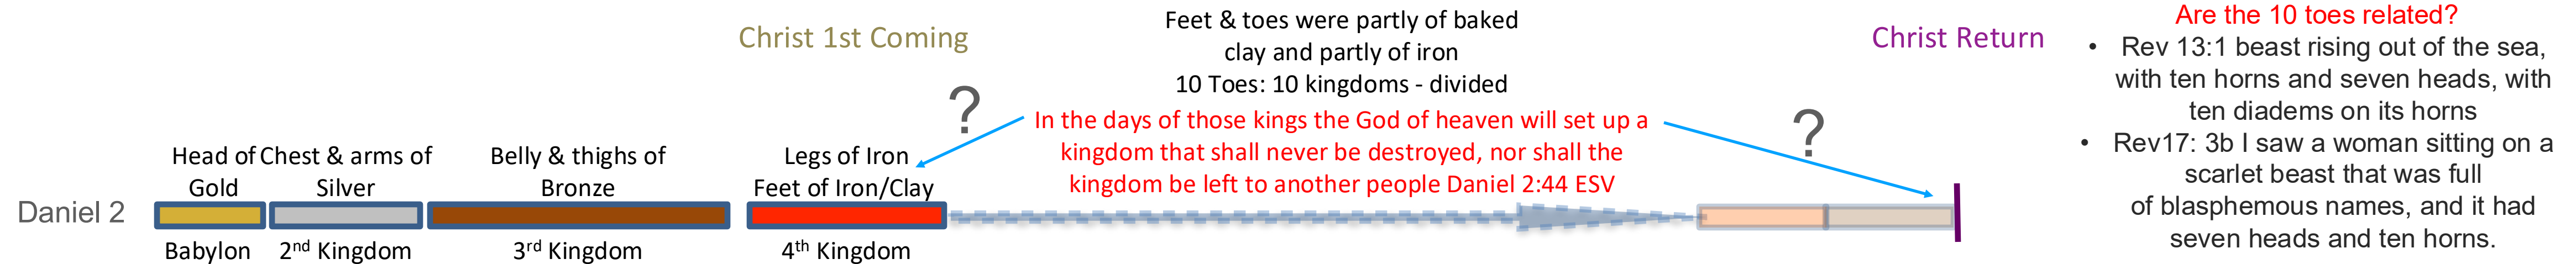 Christ 1st Coming
Feet & toes were partly of baked
clay and partly of iron
10 Toes: 10 kingdoms - divided
Christ Return
Are the 10 toes related?
• Rev 13:1 beast rising out of the sea,
with ten horns and seven heads, with
ten diadems on its horns
• Rev17: 3b I saw a woman sitting on a
scarlet beast that was full
of blasphemous names, and it had
seven heads and ten horns.
?
In the days of those kings the God of heaven will set up a
kingdom that shall never be destroyed, nor shall the
kingdom be left to another people Daniel 2:44 ESV
?
Head of
Gold
Chest & arms of
Silver
Belly & thighs of
Bronze
Legs of Iron
Feet of Iron/Clay
Daniel 2
Babylon
2nd Kingdom
3rd Kingdom
4th Kingdom